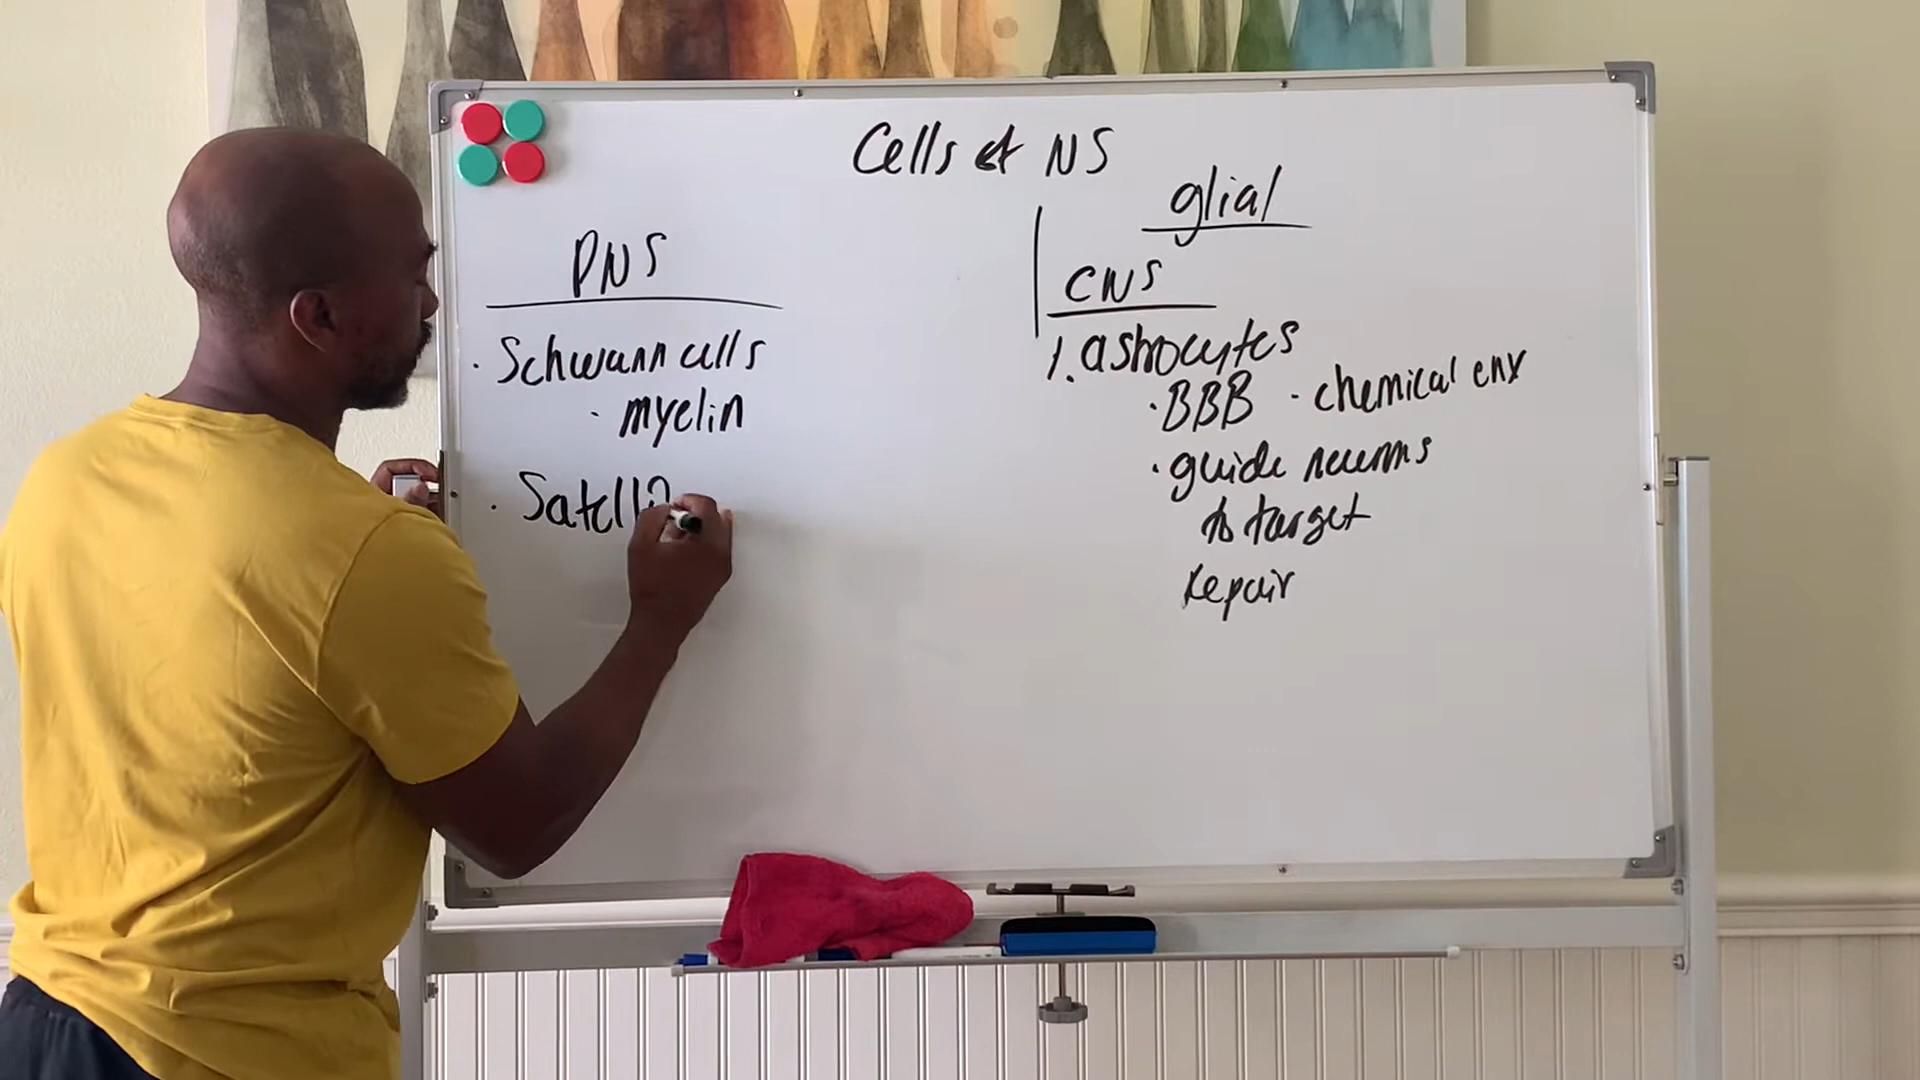 Cells of NS
glial
PNS
· Schwann cells
· myelin
· Satell
CNS
1. astrocytes
· BBB · chemical env
· guide neurons
to target
repair